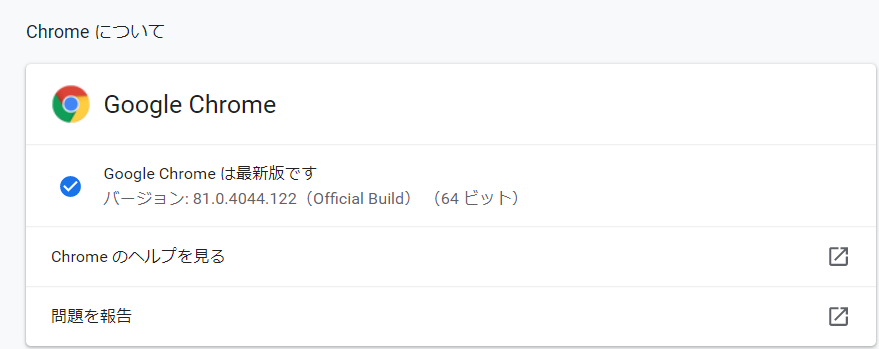 Chrome について
Google Chrome
Google Chrome は最新版です
バージョン: 81.0.4044.122（Official Build） （64 ビット）
Chrome のヘルプを見る
問題を報告